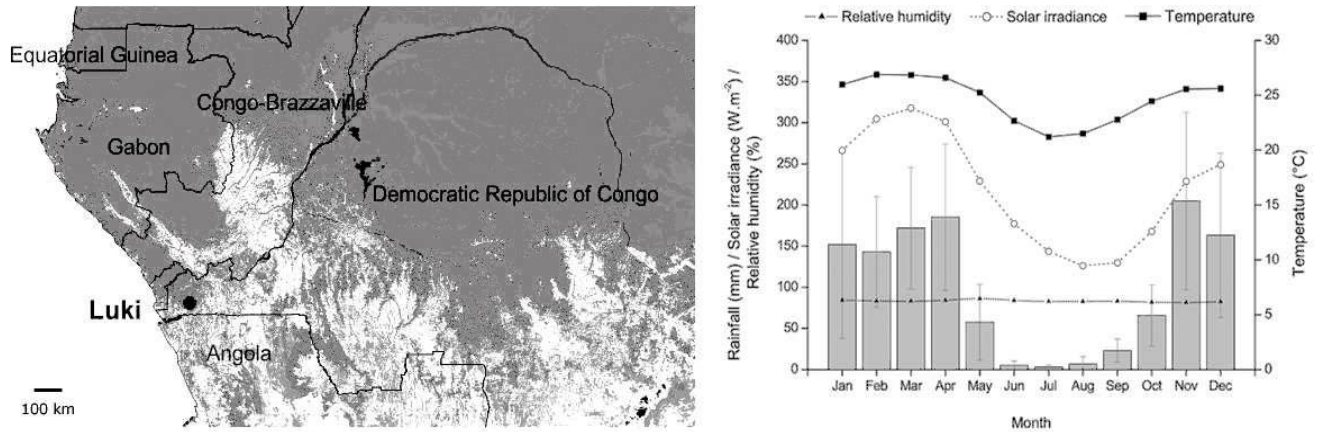 Equatorial Guinea
Congo-Brazzaville
Gabon
Democratic Republic of Congo
Luki
Angola
100 km
Relative humidity Solar irradiance Temperature
Rainfall (mm) / Solar irradiance (W.m⁻²) /
Relative humidity (%)
400
350
300
250
200
150
100
50
0
30
25
20
15
10
5
0
Temperature (°C)
Jan Feb Mar Apr May Jun Jul Aug Sep Oct Nov Dec
Month